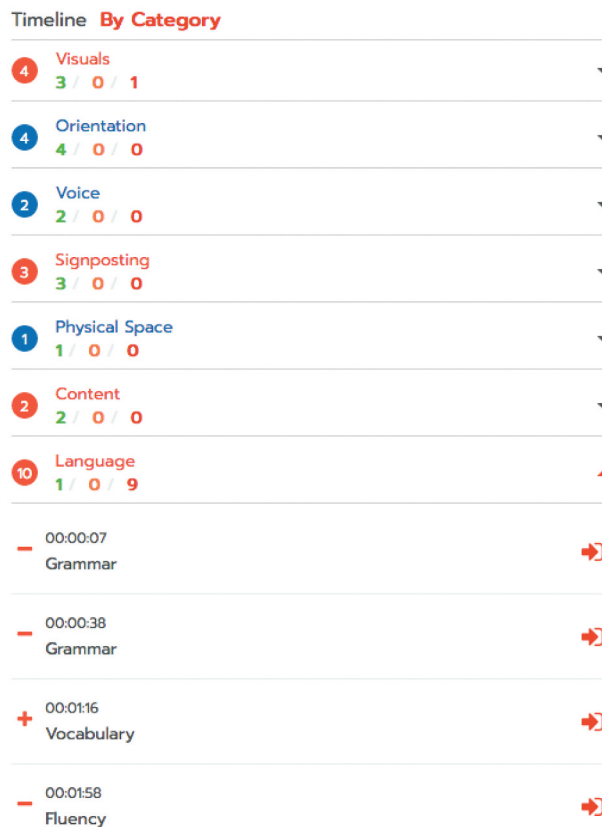 Timeline By Category
4 Visuals
3 / 0 / 1
4 Orientation
4 / 0 / 0
2 Voice
2 / 0 / 0
3 Signposting
3 / 0 / 0
1 Physical Space
1 / 0 / 0
2 Content
2 / 0 / 0
10 Language
1 / 0 / 9
00:00:07
Grammar
00:00:38
Grammar
00:01:16
Vocabulary
00:01:58
Fluency